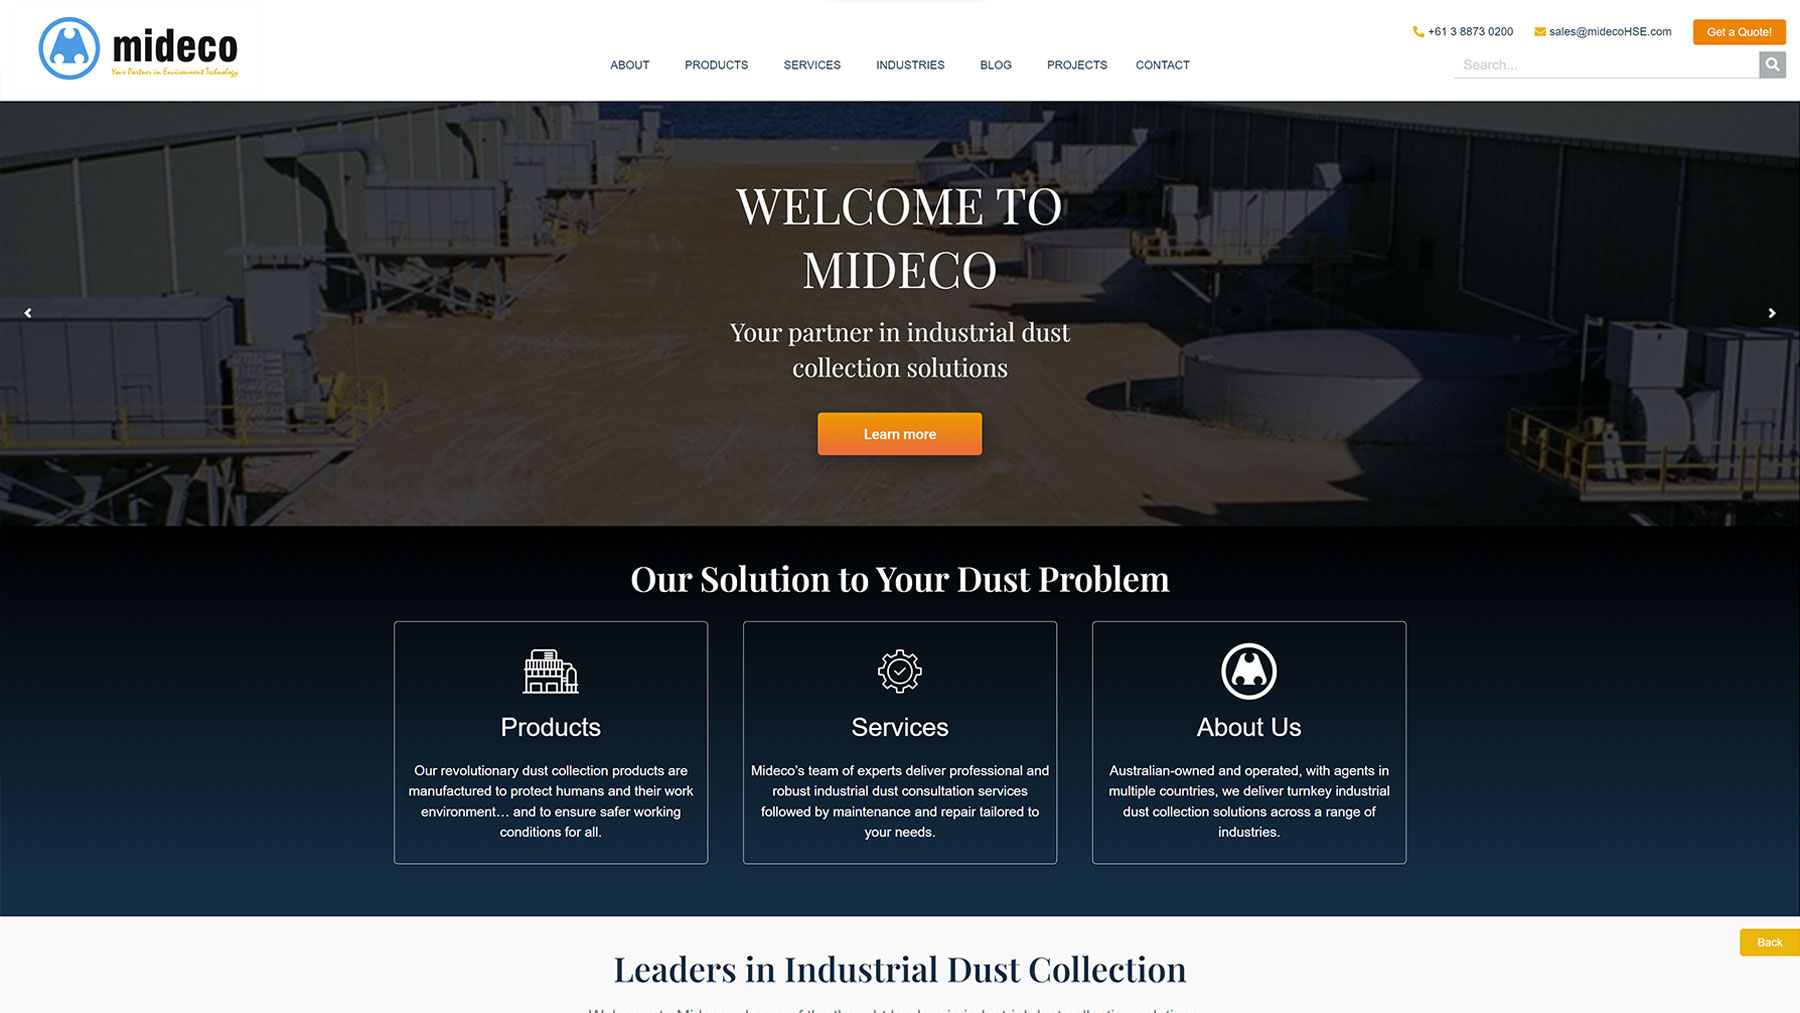 mideco
Your Partner in Environment Technology
+61 3 8873 0200
sales@midecoHSE.com
Get a Quote!
ABOUT
PRODUCTS
SERVICES
INDUSTRIES
BLOG
PROJECTS
CONTACT
Search...
WELCOME TO
MIDECO
Your partner in industrial dust
collection solutions
Learn more
Our Solution to Your Dust Problem
Products
Our revolutionary dust collection products are
manufactured to protect humans and their work
environment… and to ensure safer working
conditions for all.
Services
Mideco's team of experts deliver professional and
robust industrial dust consultation services
followed by maintenance and repair tailored to
your needs.
About Us
Australian-owned and operated, with agents in
multiple countries, we deliver turnkey industrial
dust collection solutions across a range of
industries.
Back
Leaders in Industrial Dust Collection